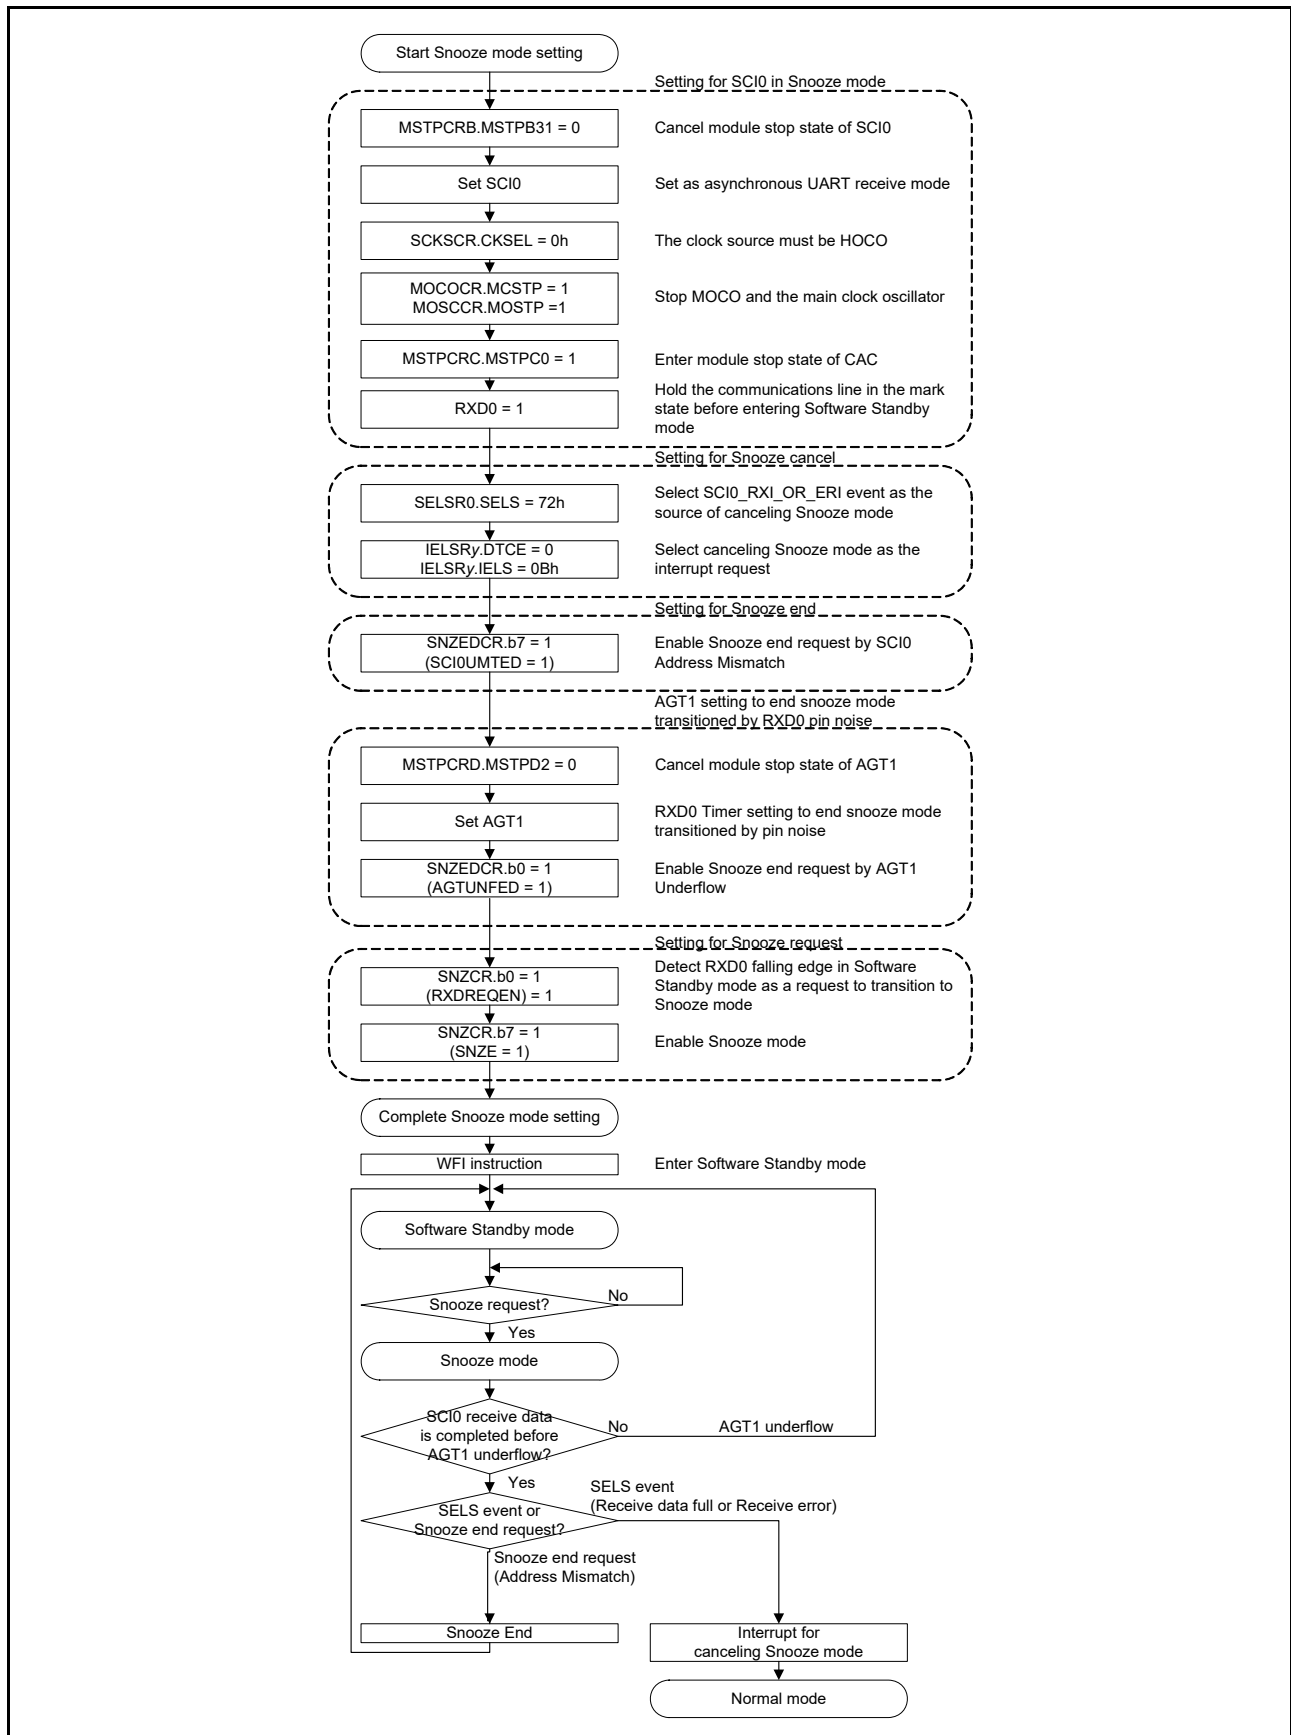 Start Snooze mode setting
Setting for SCI0 in Snooze mode
MSTPCRB.MSTPB31 = 0
Cancel module stop state of SCI0
Set SCI0
Set as asynchronous UART receive mode
SCKSCR.CKSEL = 0h
The clock source must be HOCO
MOCOCR.MCSTP = 1
MOSCCR.MOSTP =1
Stop MOCO and the main clock oscillator
MSTPCRC.MSTPC0 = 1
Enter module stop state of CAC
RXD0 = 1
Hold the communications line in the mark
state before entering Software Standby
mode
Setting for Snooze cancel
SELSR0.SELS = 72h
Select SCI0_RXI_OR_ERI event as the
source of canceling Snooze mode
IELSRy.DTCE = 0
IELSRy.IELS = 0Bh
Select canceling Snooze mode as the
interrupt request
Setting for Snooze end
SNZEDCR.b7 = 1
(SCI0UMTED = 1)
Enable Snooze end request by SCI0
Address Mismatch
AGT1 setting to end snooze mode
transitioned by RXD0 pin noise
MSTPCRD.MSTPD2 = 0
Cancel module stop state of AGT1
Set AGT1
RXD0 Timer setting to end snooze mode
transitioned by pin noise
SNZEDCR.b0 = 1
(AGTUNFED = 1)
Enable Snooze end request by AGT1
Underflow
Setting for Snooze request
SNZCR.b0 = 1
(RXDREQEN) = 1
Detect RXD0 falling edge in Software
Standby mode as a request to transition to
Snooze mode
SNZCR.b7 = 1
(SNZE = 1)
Enable Snooze mode
Complete Snooze mode setting
WFI instruction
Enter Software Standby mode
Software Standby mode
Snooze request?
No
Yes
Snooze mode
SCI0 receive data
is completed before
AGT1 underflow?
No
AGT1 underflow
Yes
SELS event or
Snooze end request?
SELS event
(Receive data full or Receive error)
Snooze end request
(Address Mismatch)
Snooze End
Interrupt for
canceling Snooze mode
Normal mode